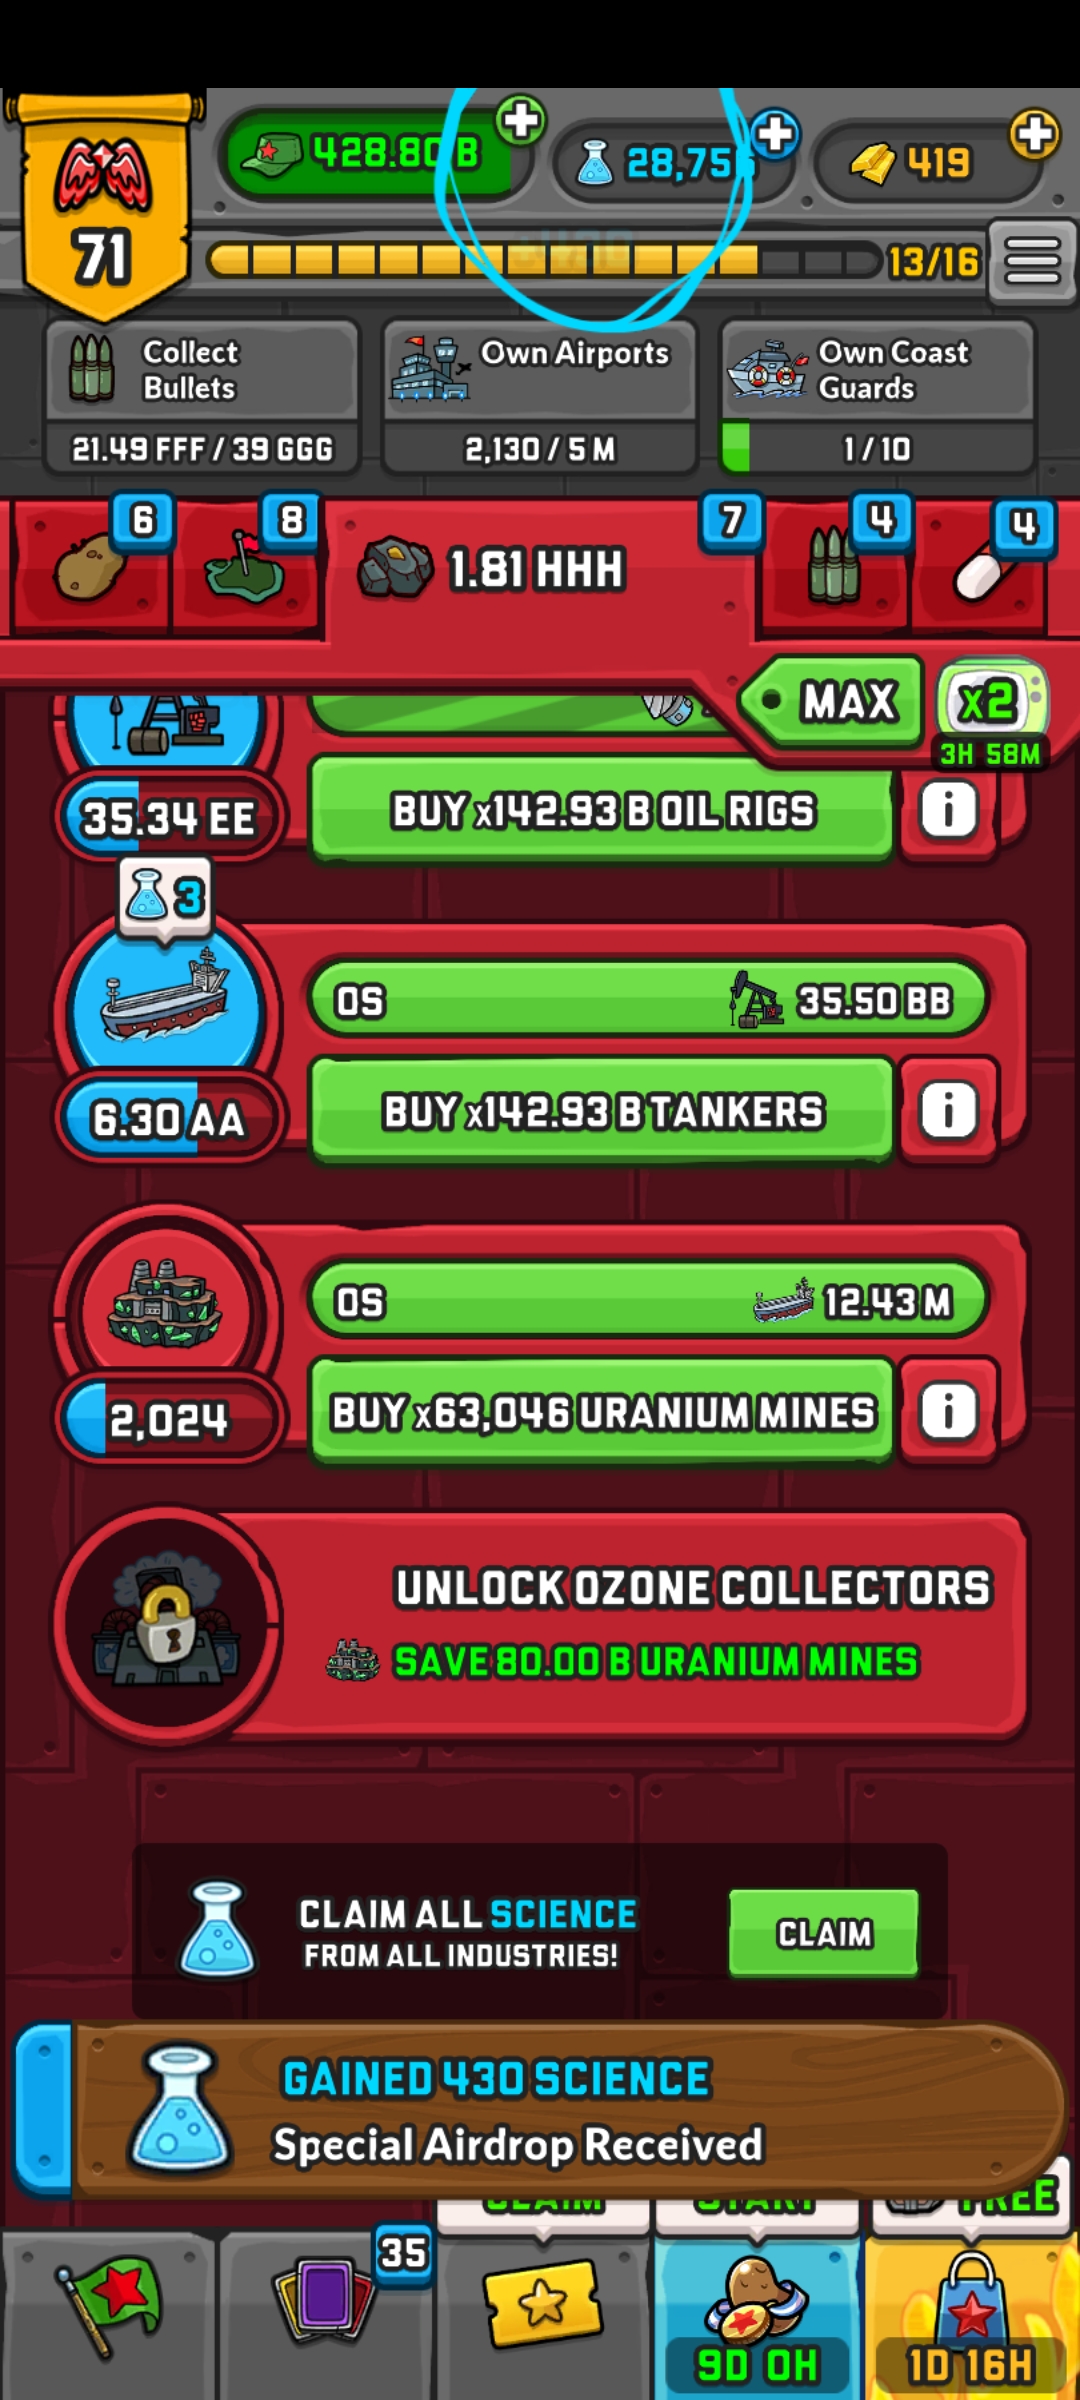 428.80 B
28,75
419
71
13/16
Collect
Bullets
Own Airports
Own Coast
Guards
21.49 FFF / 39 GGG
2,130 / 5 M
1 / 10
6
8
1.81 HHH
7
4
4
MAX
x2
3H 58M
35.34 EE
BUY x142.93 B OIL RIGS
i
3
0S
35.50 BB
6.30 AA
BUY x142.93 B TANKERS
i
0S
12.43 M
2,024
BUY x63,046 URANIUM MINES
i
UNLOCK OZONE COLLECTORS
SAVE 80.00 B URANIUM MINES
CLAIM ALL SCIENCE
FROM ALL INDUSTRIES!
CLAIM
GAINED 430 SCIENCE
Special Airdrop Received
CLAIM
START
FREE
35
9D 0H
1D 16H